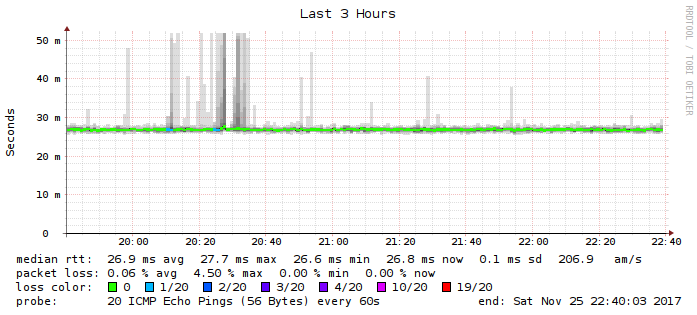 Last 3 Hours
RRDTOOL / TOBI OETIKER
Seconds
50 m
40 m
30 m
20 m
10 m
0
20:00 20:20 20:40 21:00 21:20 21:40 22:00 22:20 22:40
median rtt: 26.9 ms avg 27.7 ms max 26.6 ms min 26.8 ms now 0.1 ms sd 206.9 am/s
packet loss: 0.06 % avg 4.50 % max 0.00 % min 0.00 % now
loss color: 0 1/20 2/20 3/20 4/20 10/20 19/20
probe: 20 ICMP Echo Pings (56 Bytes) every 60s end: Sat Nov 25 22:40:03 2017